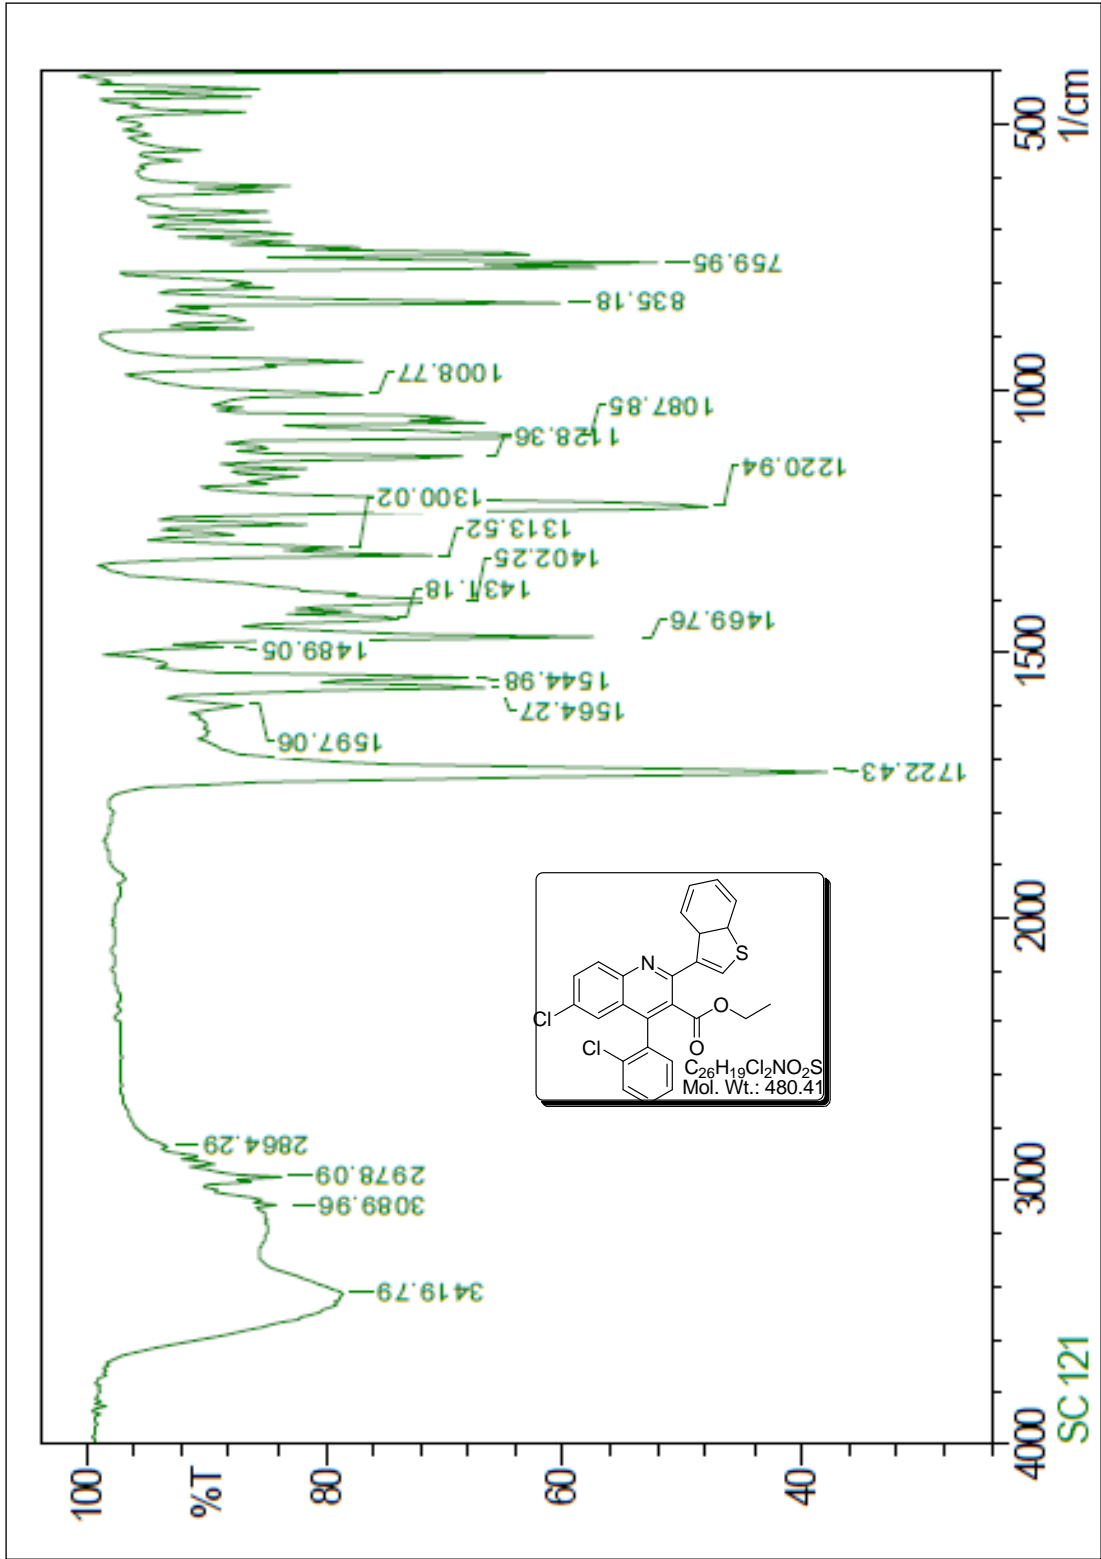 100
%T
80
60
40
4000
3000
2000
1500
1000
500
1/cm
SC 121
3419.79
3089.96
2978.09
2864.29
1722.43
1597.06
1564.27
1544.98
1489.05
1469.76
1431.18
1402.25
1313.52
1300.02
1220.94
1128.36
1087.85
1008.77
835.18
759.95
N
S
Cl
O
Cl
O
C₂₆H₁₉Cl₂NO₂S
Mol. Wt.: 480.41